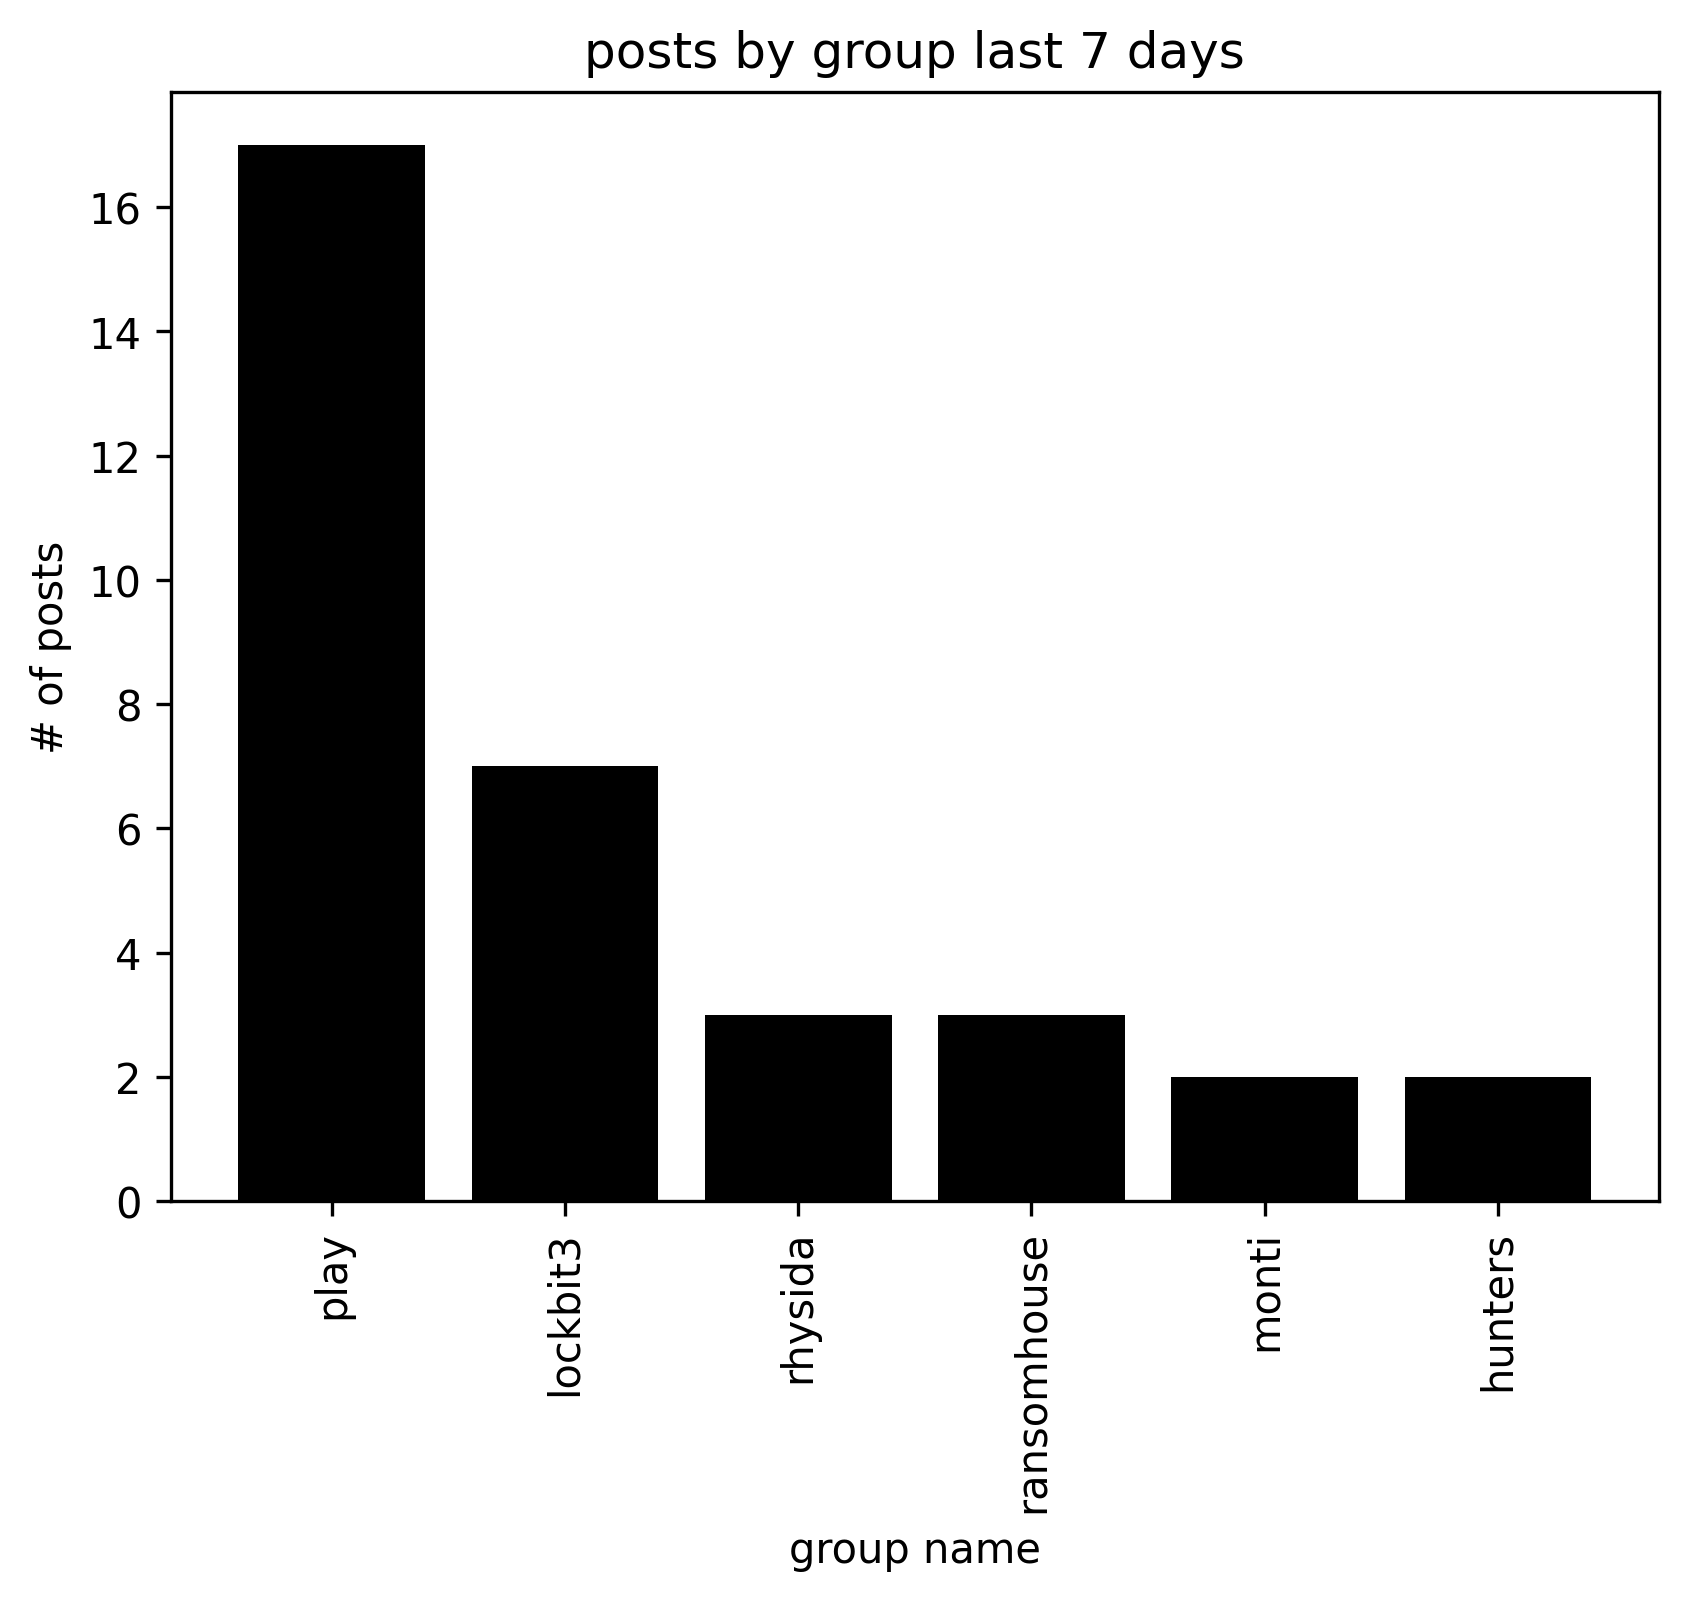 posts by group last 7 days
# of posts
16
14
12
10
8
6
4
2
0
play
lockbit3
rhysida
ransomhouse
monti
hunters
group name